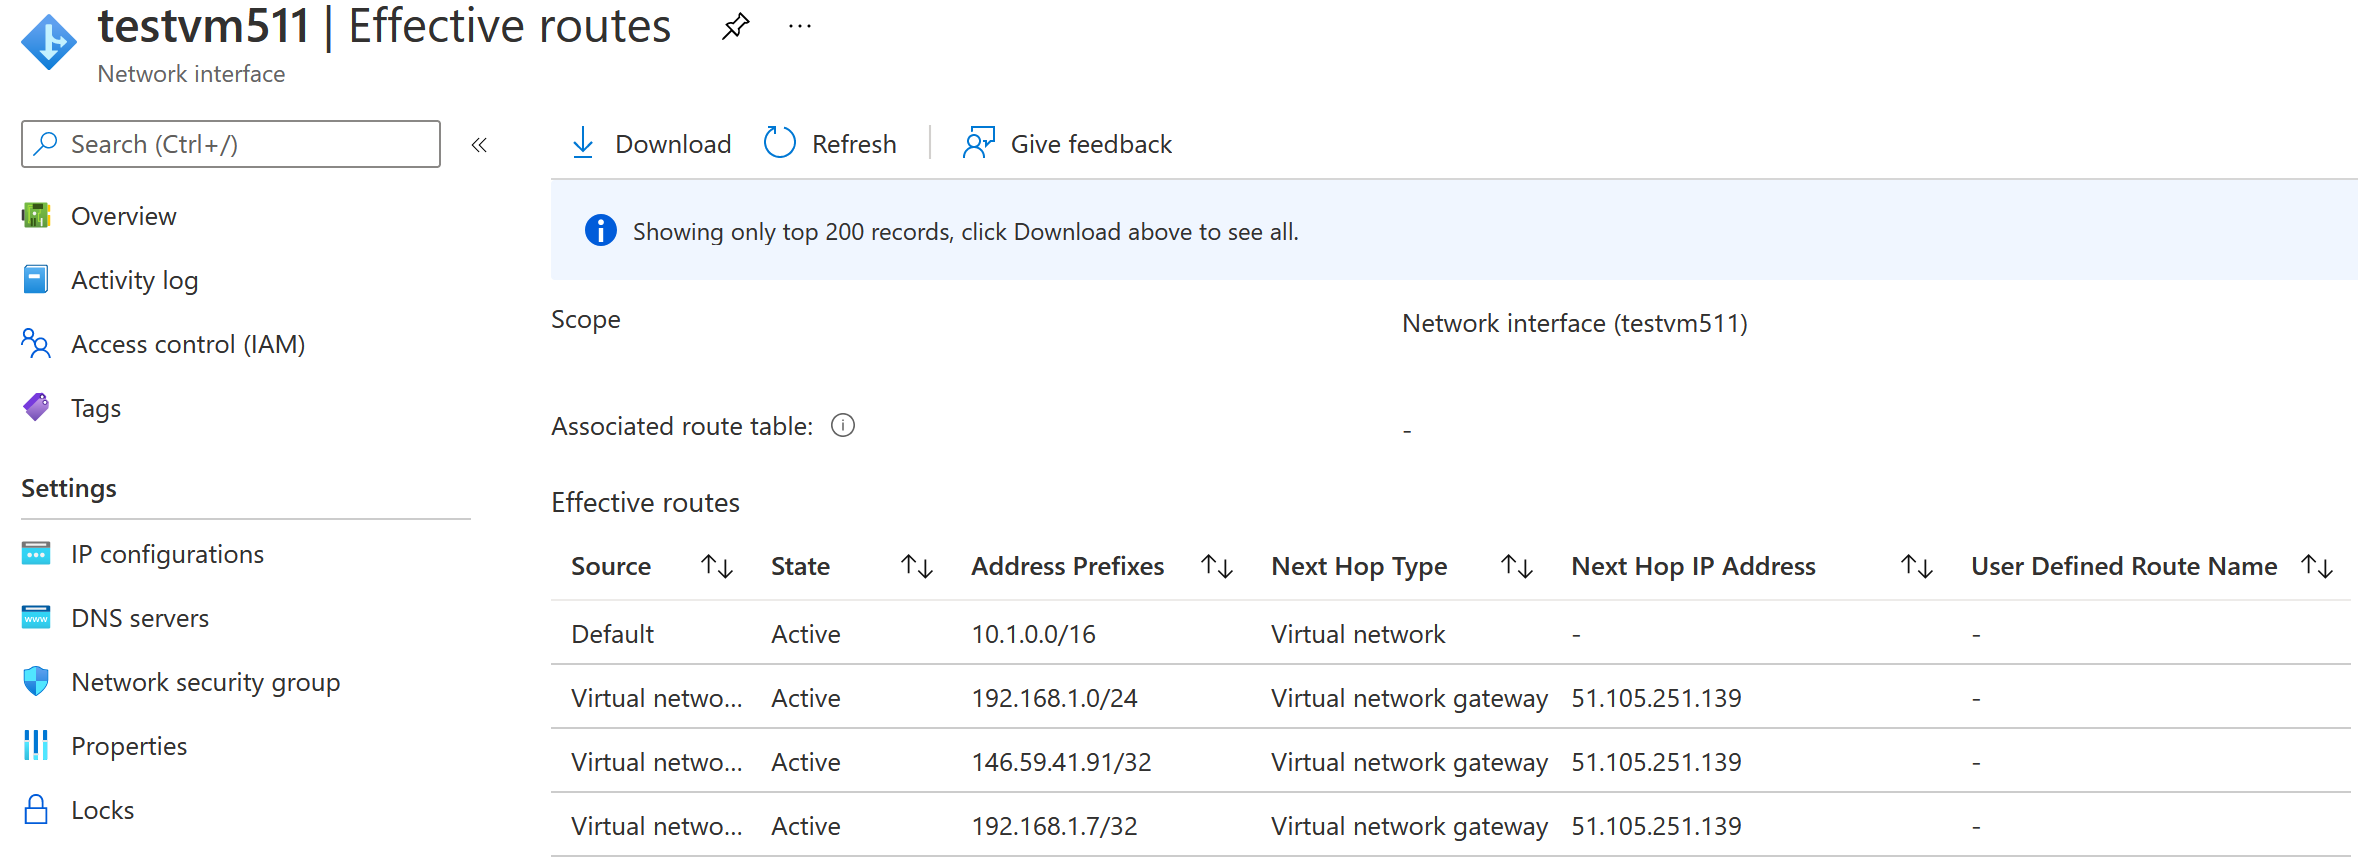 testvm511 | Effective routes ...
Network interface
Search (Ctrl+/) «
Download Refresh Give feedback
Overview
Activity log
Access control (IAM)
Tags
Settings
IP configurations
DNS servers
Network security group
Properties
Locks
Showing only top 200 records, click Download above to see all.
Scope Network interface (testvm511)
Associated route table: -
Effective routes
Source State Address Prefixes Next Hop Type Next Hop IP Address User Defined Route Name
Default Active 10.1.0.0/16 Virtual network - -
Virtual netwo... Active 192.168.1.0/24 Virtual network gateway 51.105.251.139 -
Virtual netwo... Active 146.59.41.91/32 Virtual network gateway 51.105.251.139 -
Virtual netwo... Active 192.168.1.7/32 Virtual network gateway 51.105.251.139 -